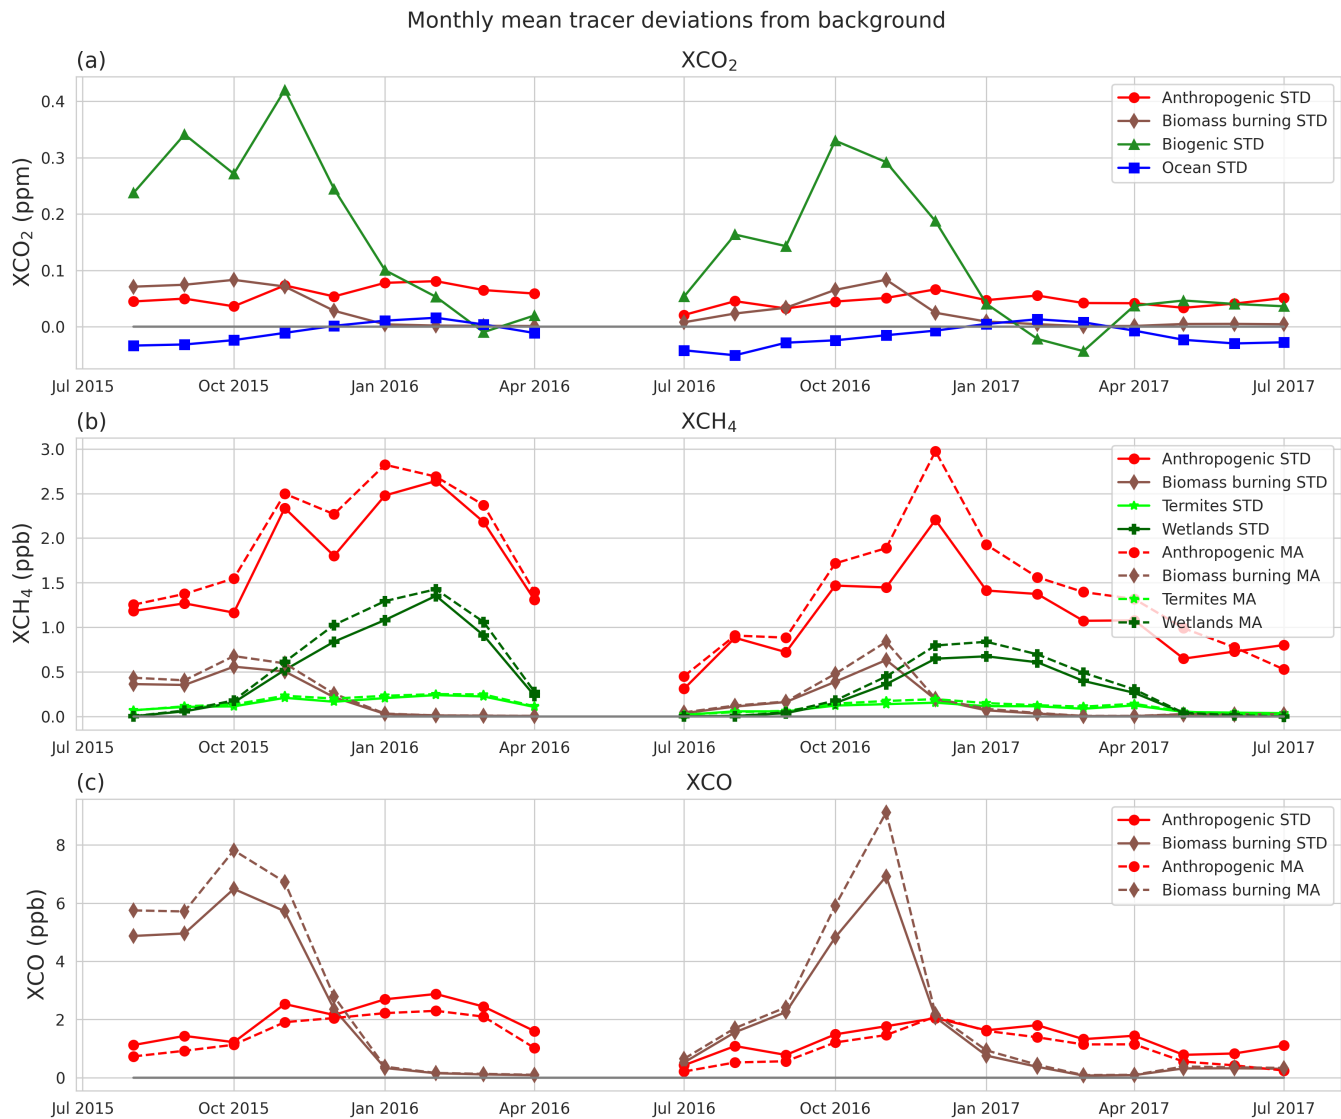 Monthly mean tracer deviations from background
(a) XCO₂
XCO₂ (ppm)
0.4
0.3
0.2
0.1
0.0
Anthropogenic STD
Biomass burning STD
Biogenic STD
Ocean STD
Jul 2015 Oct 2015 Jan 2016 Apr 2016 Jul 2016 Oct 2016 Jan 2017 Apr 2017 Jul 2017
(b) XCH₄
XCH₄ (ppb)
3.0
2.5
2.0
1.5
1.0
0.5
0.0
Anthropogenic STD
Biomass burning STD
Termites STD
Wetlands STD
Anthropogenic MA
Biomass burning MA
Termites MA
Wetlands MA
Jul 2015 Oct 2015 Jan 2016 Apr 2016 Jul 2016 Oct 2016 Jan 2017 Apr 2017 Jul 2017
(c) XCO
XCO (ppb)
8
6
4
2
0
Anthropogenic STD
Biomass burning STD
Anthropogenic MA
Biomass burning MA
Jul 2015 Oct 2015 Jan 2016 Apr 2016 Jul 2016 Oct 2016 Jan 2017 Apr 2017 Jul 2017